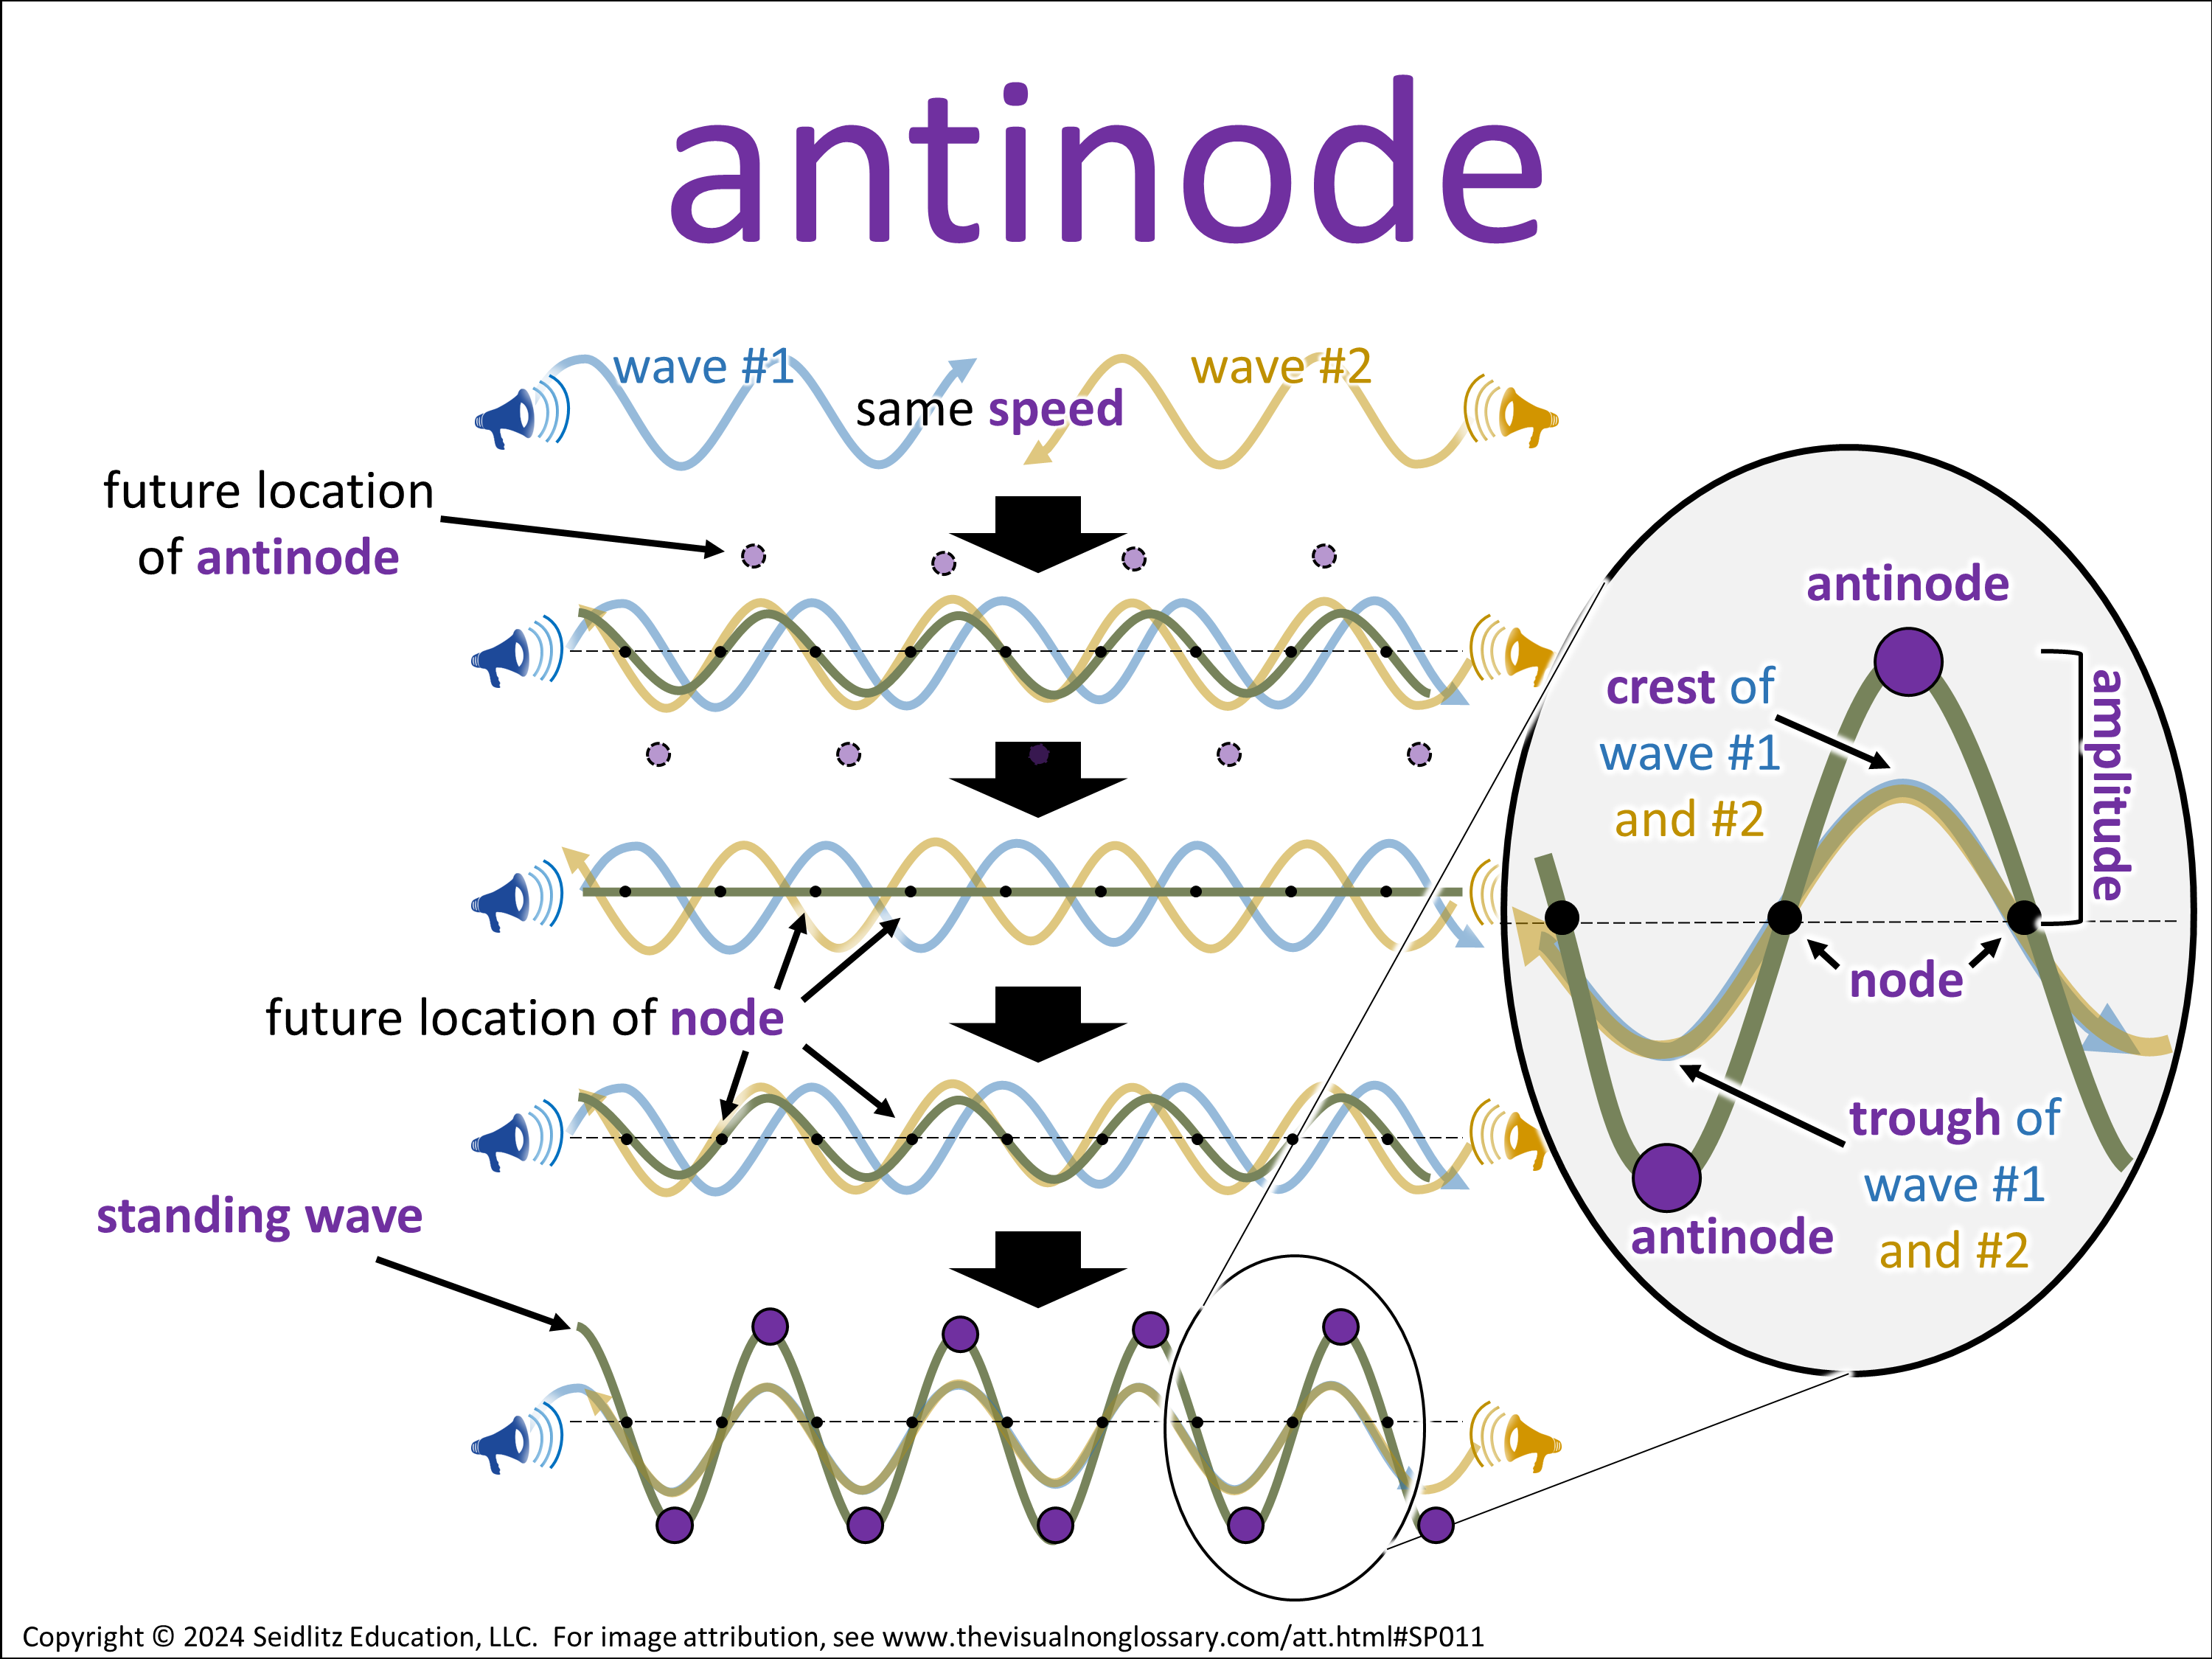 antinode
wave #1
wave #2
same speed
future location
of antinode
antinode
crest of
wave #1
and #2
amplitude
node
future location of node
trough of
wave #1
and #2
antinode
standing wave
Copyright © 2024 Seidlitz Education, LLC.  For image attribution, see www.thevisualnonglossary.com/att.html#SP011